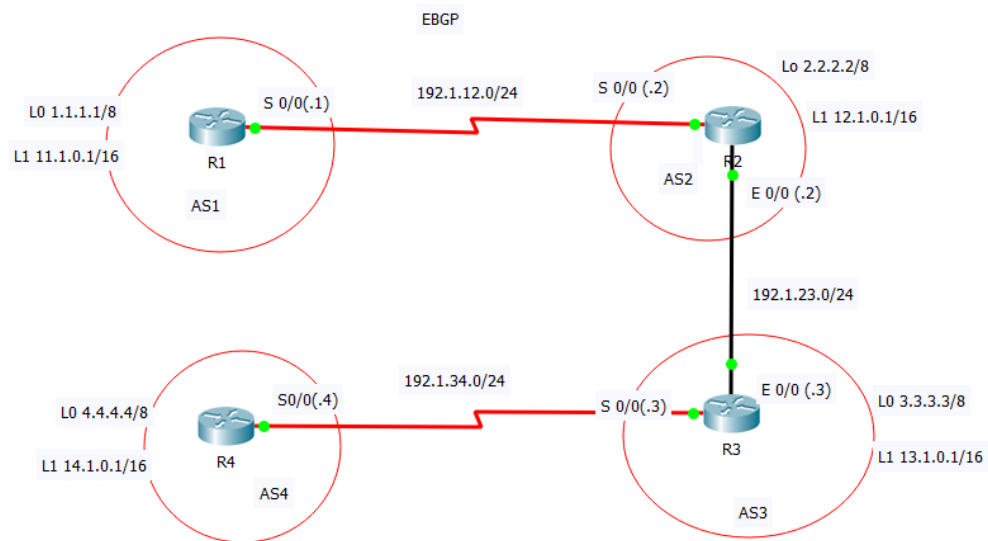 EBGP
Lo 2.2.2.2/8
192.1.12.0/24
S 0/0 (.2)
L0 1.1.1.1/8
S 0/0(.1)
L1 12.1.0.1/16
L1 11.1.0.1/16
R1
R2
AS2
E 0/0 (.2)
AS1
192.1.23.0/24
192.1.34.0/24
E 0/0 (.3)
L0 4.4.4.4/8
S0/0(.4)
S 0/0(.3)
L0 3.3.3.3/8
L1 14.1.0.1/16
R4
R3
L1 13.1.0.1/16
AS4
AS3